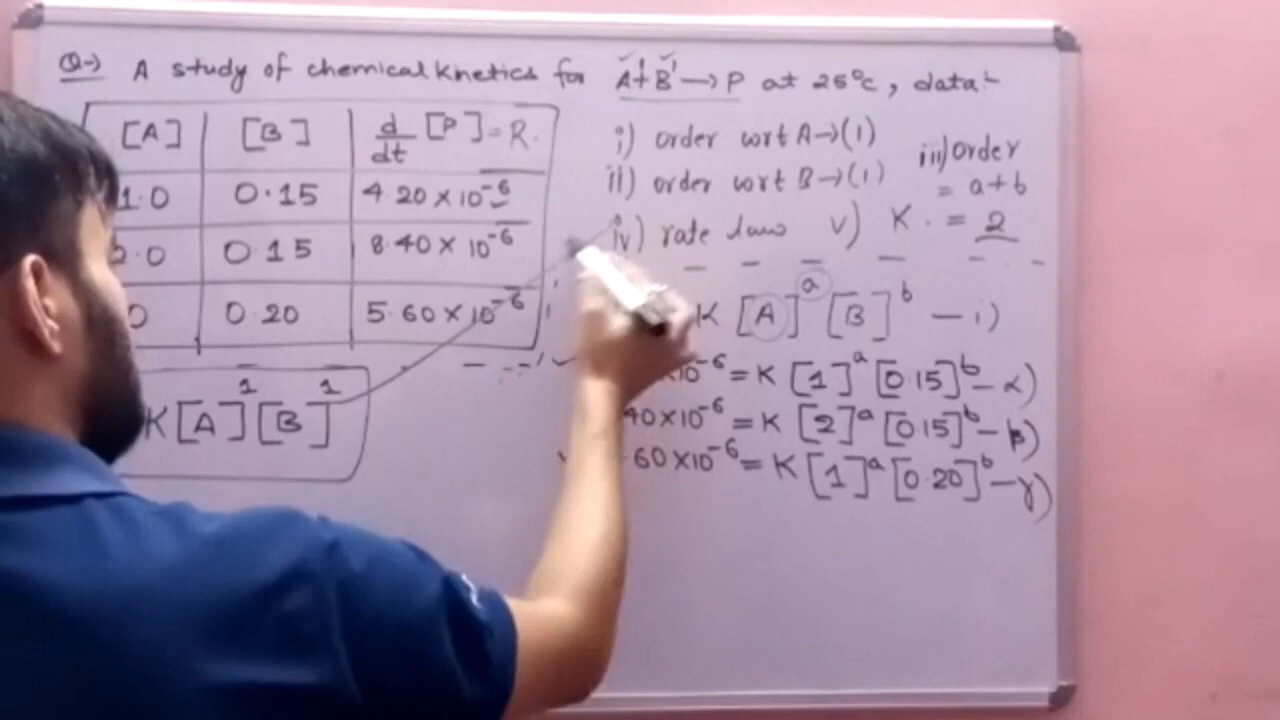 Q→ A study of chemical kinetics for A+B → P at 25°C, data:-
[A] [B] d/dt [P] = R.
1.0 0.15 4.20 × 10⁻⁶
2.0 0.15 8.40 × 10⁻⁶
0 0.20 5.60 × 10⁻⁶
i) order wrt A→(1)
ii) order wrt B→(1)
iii) Order = a+b = 2
iv) rate law v) K.
K [A]ᵃ [B]ᵇ – i)
×10⁻⁶ = K [1]ᵃ [0.15]ᵇ – α)
40×10⁻⁶ = K [2]ᵃ [0.15]ᵇ – β)
.60×10⁻⁶ = K [1]ᵃ [0.20]ᵇ – γ)
K[A]¹[B]¹